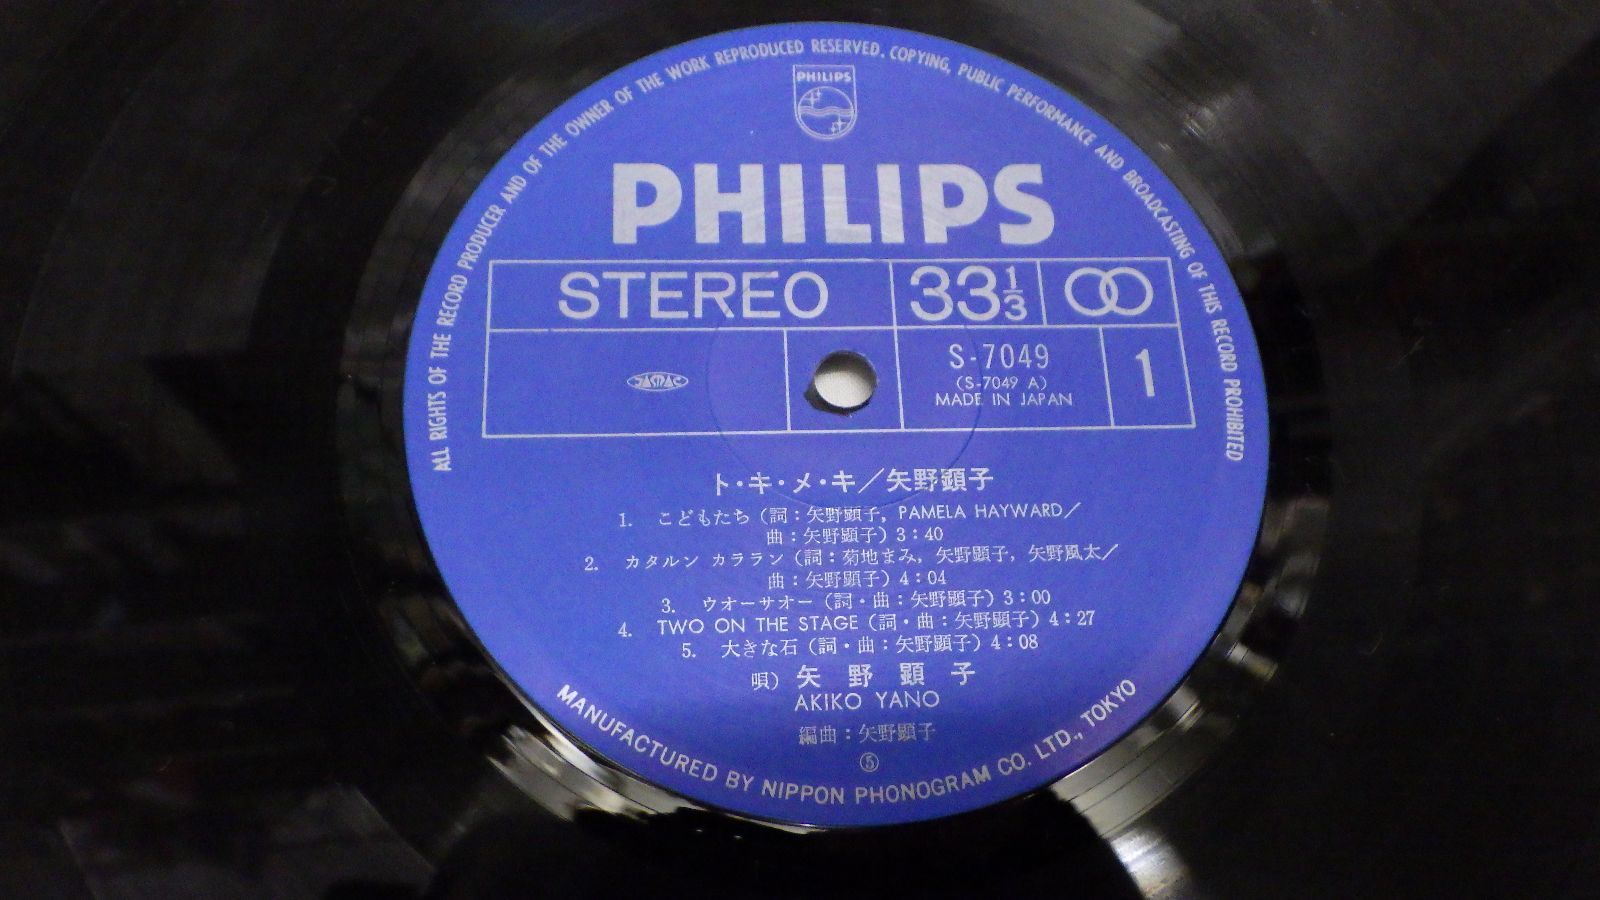 ALL RIGHTS OF THE RECORD PRODUCER AND OF THE OWNER OF THE WORK REPRODUCED RESERVED. COPYING, PUBLIC PERFORMANCE AND BROADCASTING OF THIS RECORD PROHIBITED
PHILIPS
PHILIPS
STEREO 33 1/3
JASRAC
S-7049
(S-7049 A)
MADE IN JAPAN
1
ト・キ・メ・キ／矢野顕子
1. こどもたち（詞：矢野顕子, PAMELA HAYWARD／
曲：矢野顕子）3：40
2. カタルン カララン（詞：菊地まみ, 矢野顕子, 矢野風太／
曲：矢野顕子）4：04
3. ウオーサオー（詞・曲：矢野顕子）3：00
4. TWO ON THE STAGE（詞・曲：矢野顕子）4：27
5. 大きな石（詞・曲：矢野顕子）4：08
唄）矢野顕子
AKIKO YANO
編曲：矢野顕子
⑤
MANUFACTURED BY NIPPON PHONOGRAM CO. LTD., TOKYO